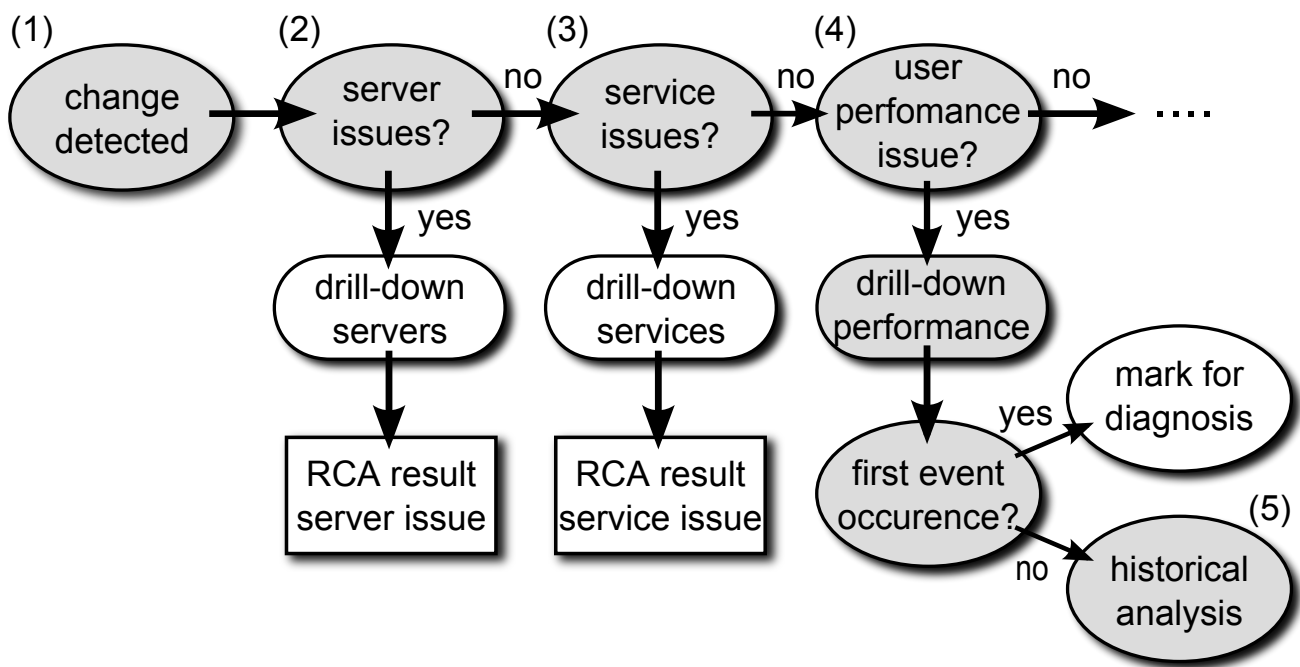 (1)
change
detected
(2)
server
issues?
no
(3)
service
issues?
no
(4)
user
perfomance
issue?
no
....
yes
drill-down
servers
RCA result
server issue
yes
drill-down
services
RCA result
service issue
yes
drill-down
performance
first event
occurence?
yes
mark for
diagnosis
no
(5)
historical
analysis